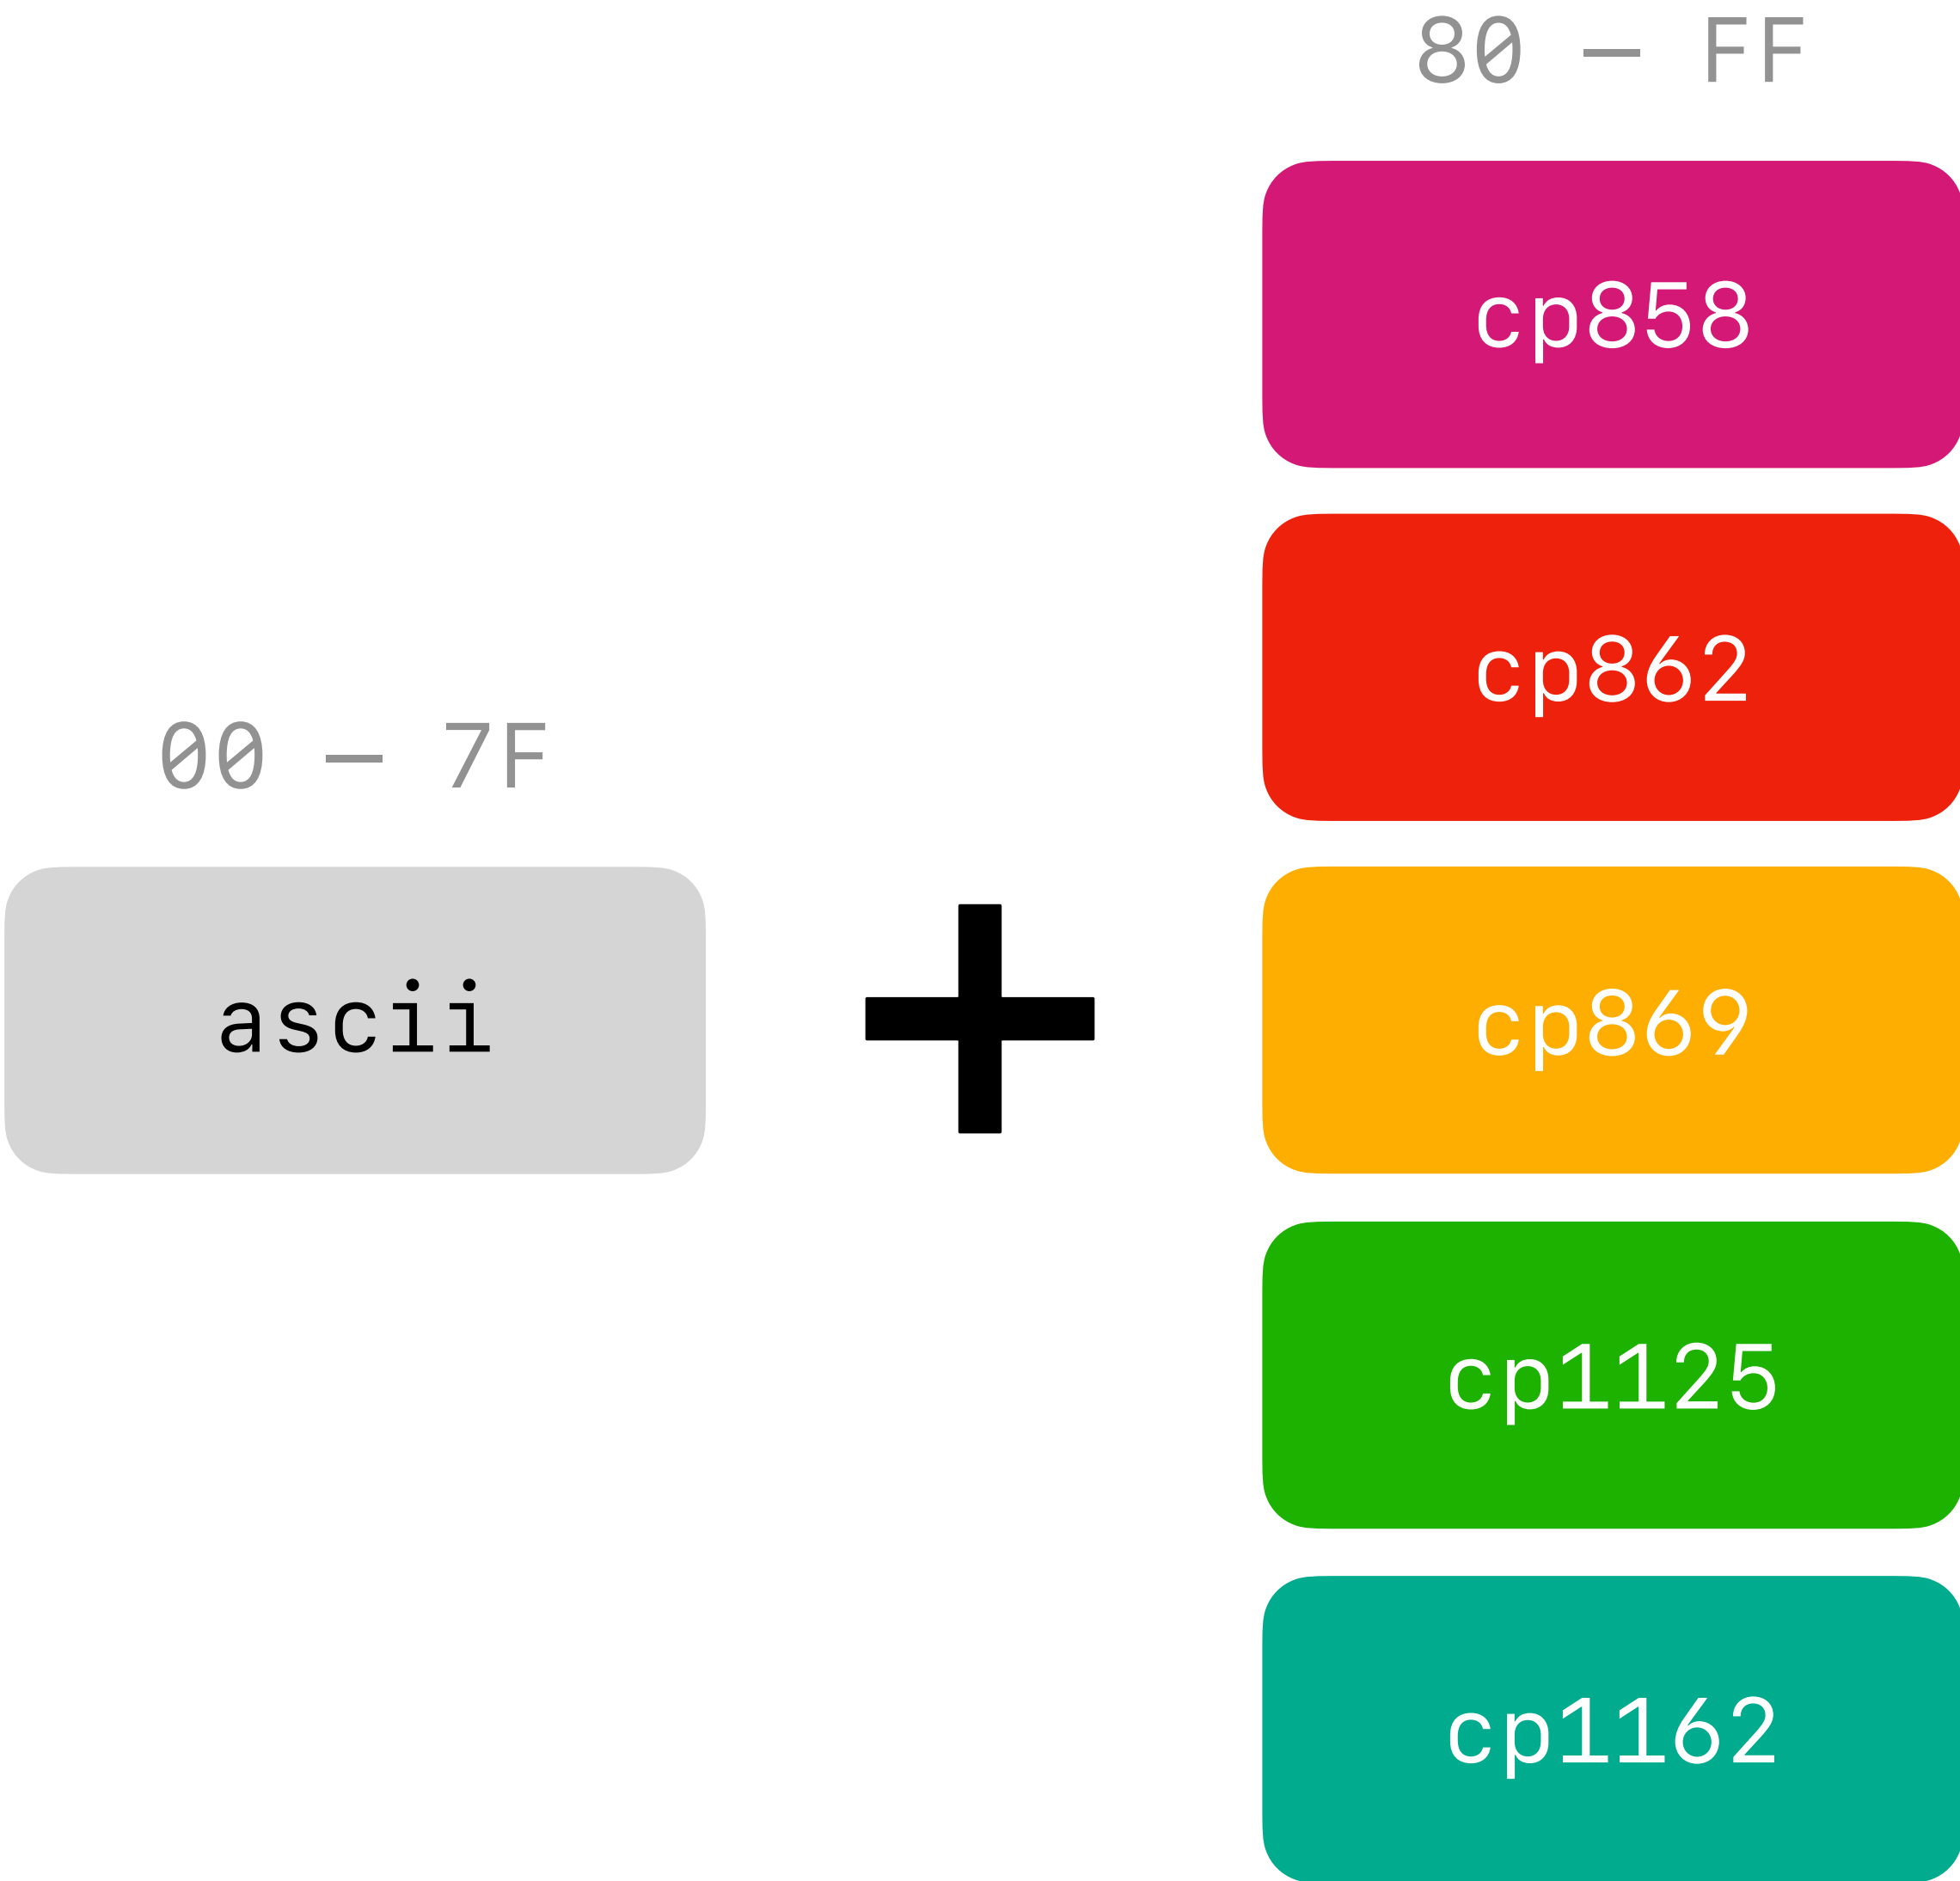 80 — FF
cp858
cp862
00 — 7F
ascii
+
cp869
cp1125
cp1162